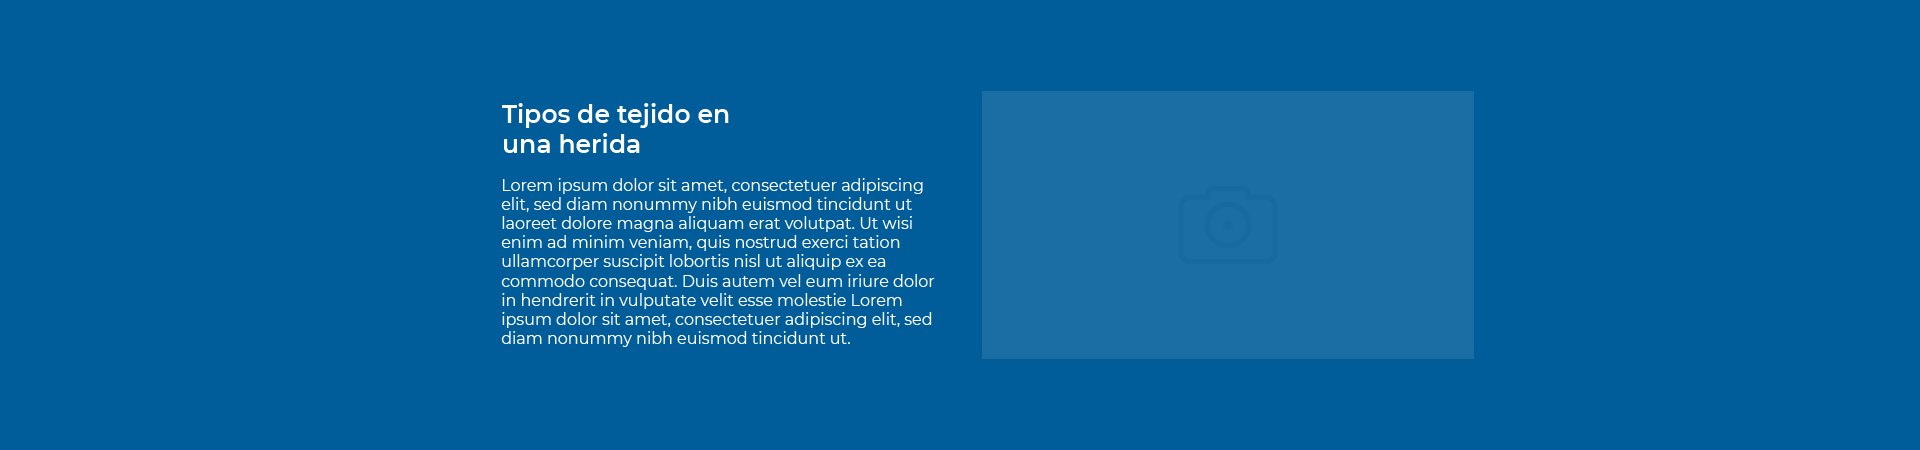 Tipos de tejido en
una herida
Lorem ipsum dolor sit amet, consectetuer adipiscing
elit, sed diam nonummy nibh euismod tincidunt ut
laoreet dolore magna aliquam erat volutpat. Ut wisi
enim ad minim veniam, quis nostrud exerci tation
ullamcorper suscipit lobortis nisl ut aliquip ex ea
commodo consequat. Duis autem vel eum iriure dolor
in hendrerit in vulputate velit esse molestie Lorem
ipsum dolor sit amet, consectetuer adipiscing elit, sed
diam nonummy nibh euismod tincidunt ut.